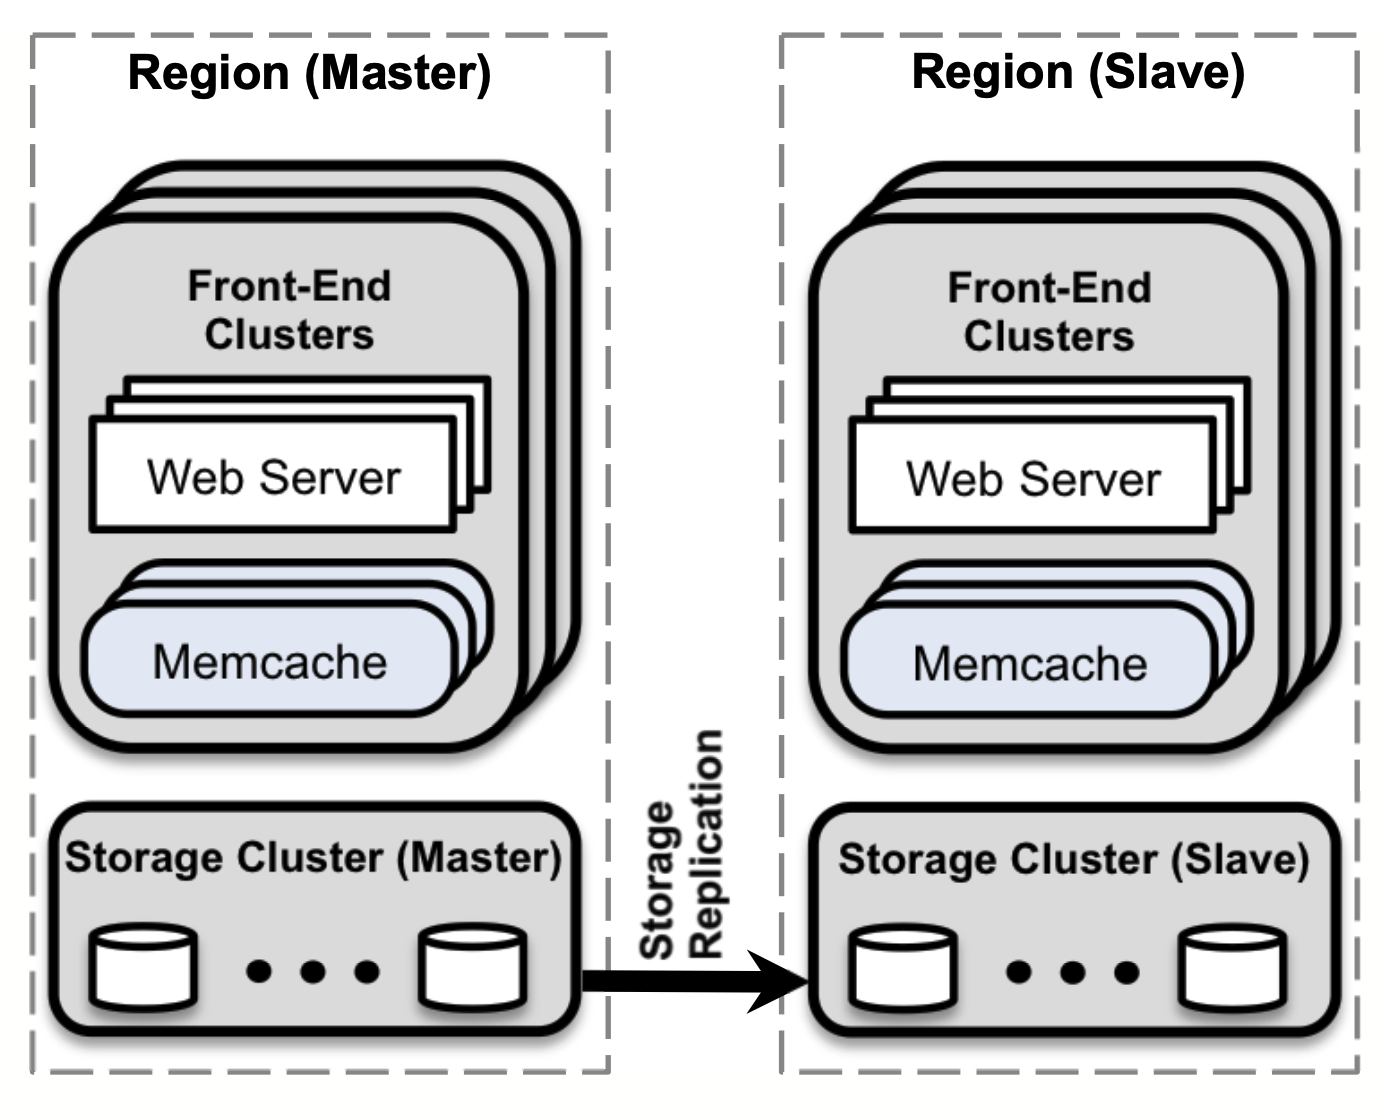 Region (Master)
Front-End
Clusters
Web Server
Memcache
Storage Cluster (Master)
Storage
Replication
Region (Slave)
Front-End
Clusters
Web Server
Memcache
Storage Cluster (Slave)